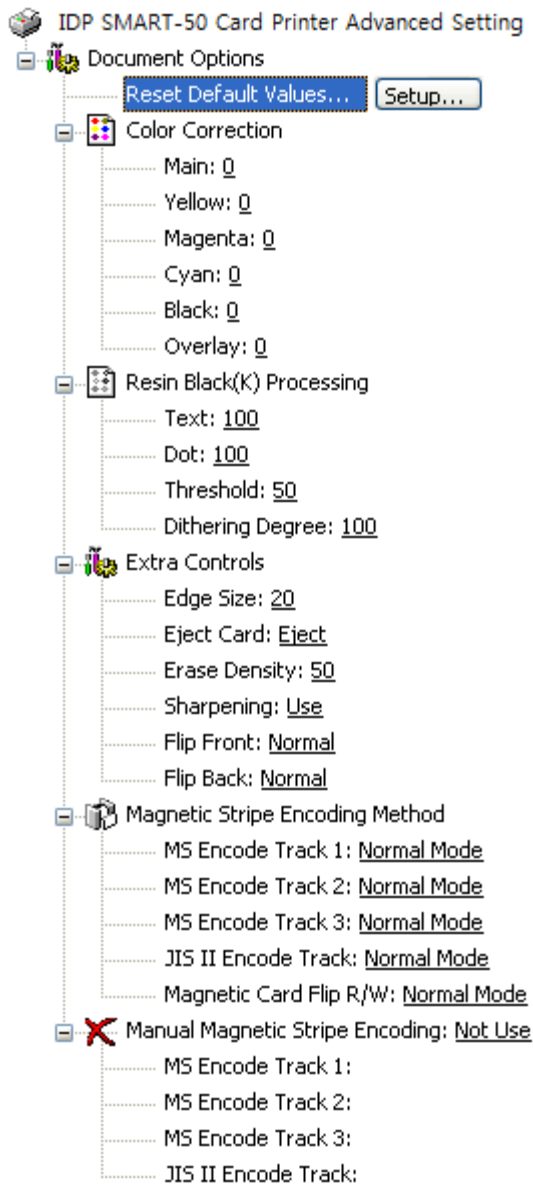 IDP SMART-50 Card Printer Advanced Setting
Document Options
Reset Default Values... Setup...
Color Correction
Main: 0
Yellow: 0
Magenta: 0
Cyan: 0
Black: 0
Overlay: 0
Resin Black(K) Processing
Text: 100
Dot: 100
Threshold: 50
Dithering Degree: 100
Extra Controls
Edge Size: 20
Eject Card: Eject
Erase Density: 50
Sharpening: Use
Flip Front: Normal
Flip Back: Normal
Magnetic Stripe Encoding Method
MS Encode Track 1: Normal Mode
MS Encode Track 2: Normal Mode
MS Encode Track 3: Normal Mode
JIS II Encode Track: Normal Mode
Magnetic Card Flip R/W: Normal Mode
Manual Magnetic Stripe Encoding: Not Use
MS Encode Track 1:
MS Encode Track 2:
MS Encode Track 3:
JIS II Encode Track: